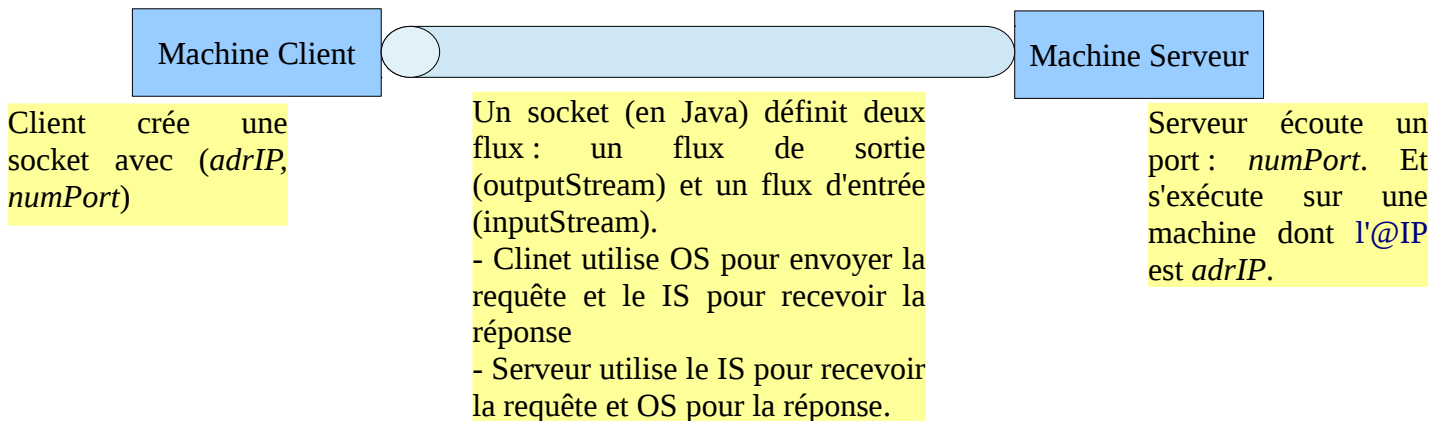 Machine Client
Machine Serveur
Client crée une
socket avec (adrIP,
numPort)
Un socket (en Java) définit deux
flux : un flux de sortie
(outputStream) et un flux d'entrée
(inputStream).
- Clinet utilise OS pour envoyer la
requête et le IS pour recevoir la
réponse
- Serveur utilise le IS pour recevoir
la requête et OS pour la réponse.
Serveur écoute un
port : numPort. Et
s'exécute sur une
machine dont l'@IP
est adrIP.